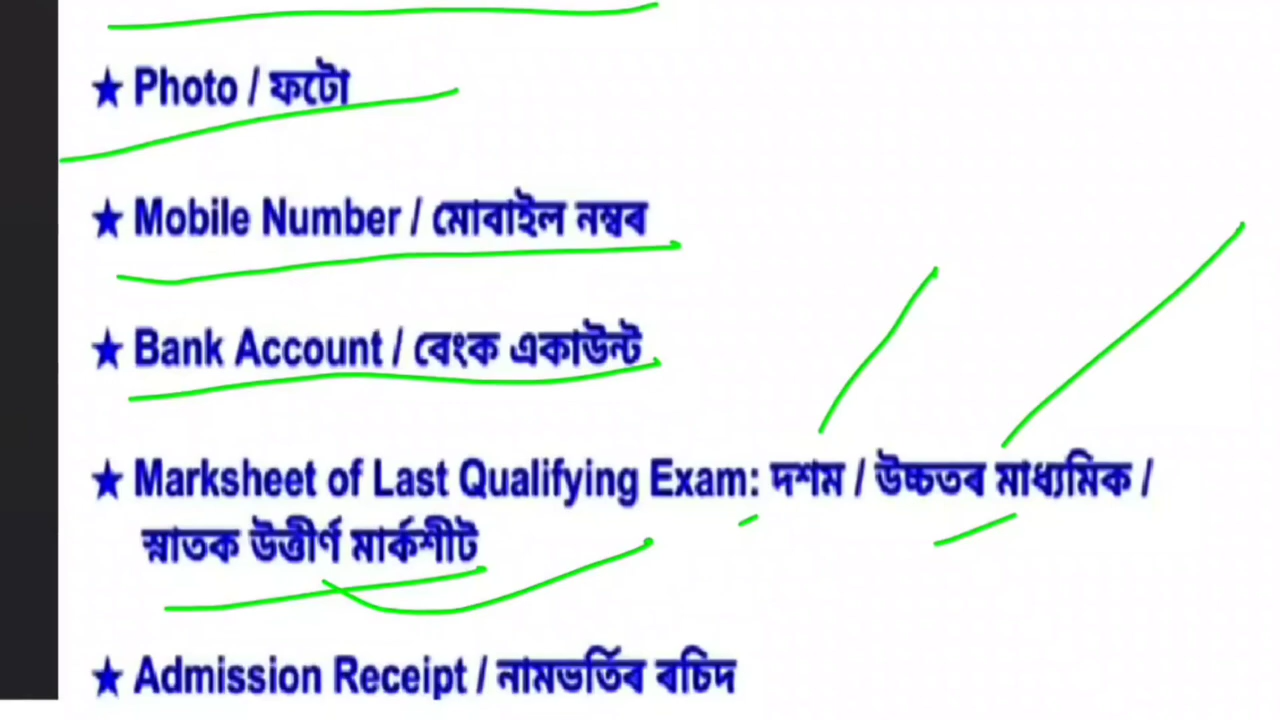 ★ Photo / ফটো
★ Mobile Number / মোবাইল নম্বৰ
★ Bank Account / বেংক একাউন্ট
★ Marksheet of Last Qualifying Exam: দশম / উচ্চতৰ মাধ্যমিক /
স্নাতক উত্তীৰ্ণ মাৰ্কশীট
★ Admission Receipt / নামভৰ্তিৰ ৰচিদ